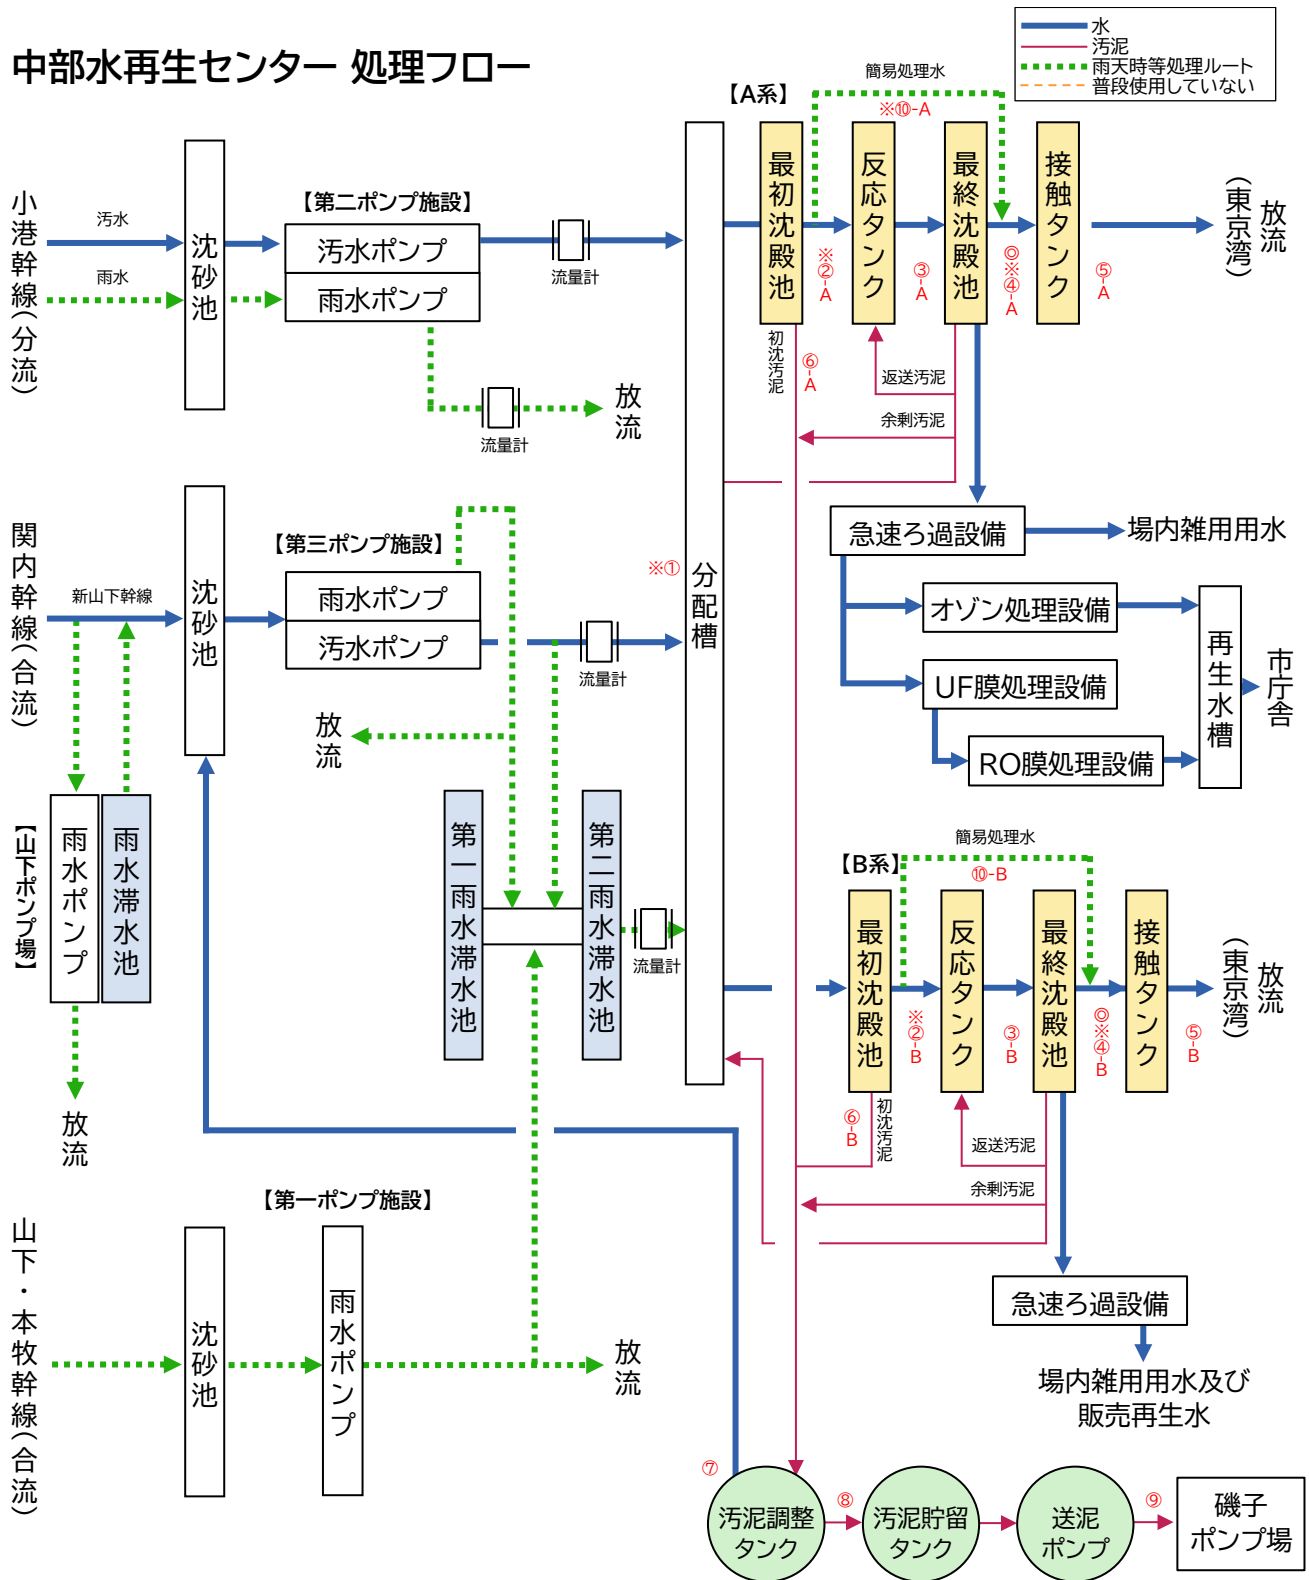 中部水再生センター 処理フロー
水
汚泥
雨天時等処理ルート
普段使用していない
【A系】
簡易処理水
※⑩-A
小港幹線(分流)
汚水
雨水
沈砂池
【第二ポンプ施設】
汚水ポンプ
雨水ポンプ
流量計
流量計
放流
最初沈殿池
反応タンク
最終沈殿池
接触タンク
放流
(東京湾)
※②-A
③-A
◎※④-A
⑤-A
初沈汚泥
⑥-A
返送汚泥
余剰汚泥
関内幹線(合流)
新山下幹線
沈砂池
【第三ポンプ施設】
雨水ポンプ
汚水ポンプ
流量計
放流
※①
分配槽
急速ろ過設備
場内雑用用水
オゾン処理設備
UF膜処理設備
RO膜処理設備
再生水槽
市庁舎
【山下ポンプ場】
雨水ポンプ
雨水滞水池
放流
第一雨水滞水池
第二雨水滞水池
流量計
【B系】
簡易処理水
⑩-B
最初沈殿池
反応タンク
最終沈殿池
接触タンク
放流
(東京湾)
※②-B
③-B
◎※④-B
⑤-B
⑥-B
初沈汚泥
返送汚泥
余剰汚泥
急速ろ過設備
場内雑用用水及び
販売再生水
山下・本牧幹線(合流)
【第一ポンプ施設】
沈砂池
雨水ポンプ
放流
⑦
汚泥調整
タンク
⑧
汚泥貯留
タンク
送泥
ポンプ
⑨
磯子
ポンプ場